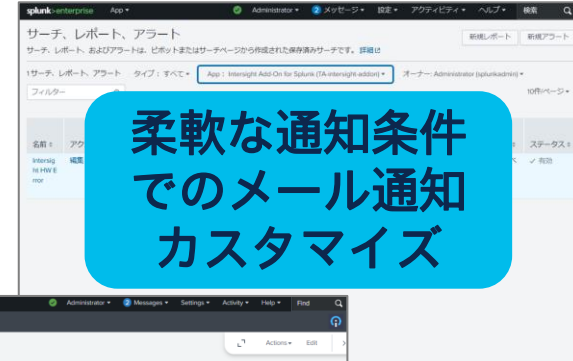 splunk>enterprise App▼ Administrator▼ 2 メッセージ▼ 設定▼ アクティビティ▼ ヘルプ▼ 検索
サーチ、レポート、アラート
新規レポート 新規アラート
サーチ、レポート、およびアラートは、ピボットまたはサーチページから作成された保存済みサーチです。 詳細
1サーチ、レポート、アラート タイプ：すべて▼ App：Intersight Add-On for Splunk (TA-intersight-addon)▼ オーナー: Administrator (splunkadmin)▼
フィルター 10件/ページ▼
名前 アク ステータス
Intersig 編集 ✓ 有効
ht HW E
rror
柔軟な通知条件
でのメール通知
カスタマイズ
Administrator▼ 2 Messages▼ Settings▼ Activity▼ Help▼ Find
Actions▼ Edit